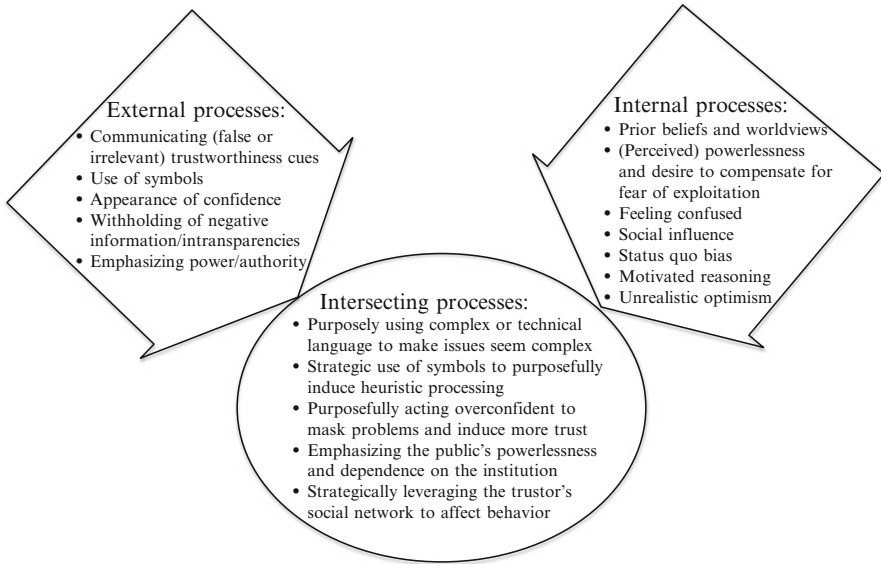 External processes:
• Communicating (false or
irrelevant) trustworthiness cues
• Use of symbols
• Appearance of confidence
• Withholding of negative
information/intransparencies
• Emphasizing power/authority
Internal processes:
• Prior beliefs and worldviews
• (Perceived) powerlessness
and desire to compensate for
fear of exploitation
• Feeling confused
• Social influence
• Status quo bias
• Motivated reasoning
• Unrealistic optimism
Intersecting processes:
• Purposely using complex or technical
language to make issues seem complex
• Strategic use of symbols to purposefully
induce heuristic processing
• Purposefully acting overconfident to
mask problems and induce more trust
• Emphasizing the public’s powerlessness
and dependence on the institution
• Strategically leveraging the trustor’s
social network to affect behavior